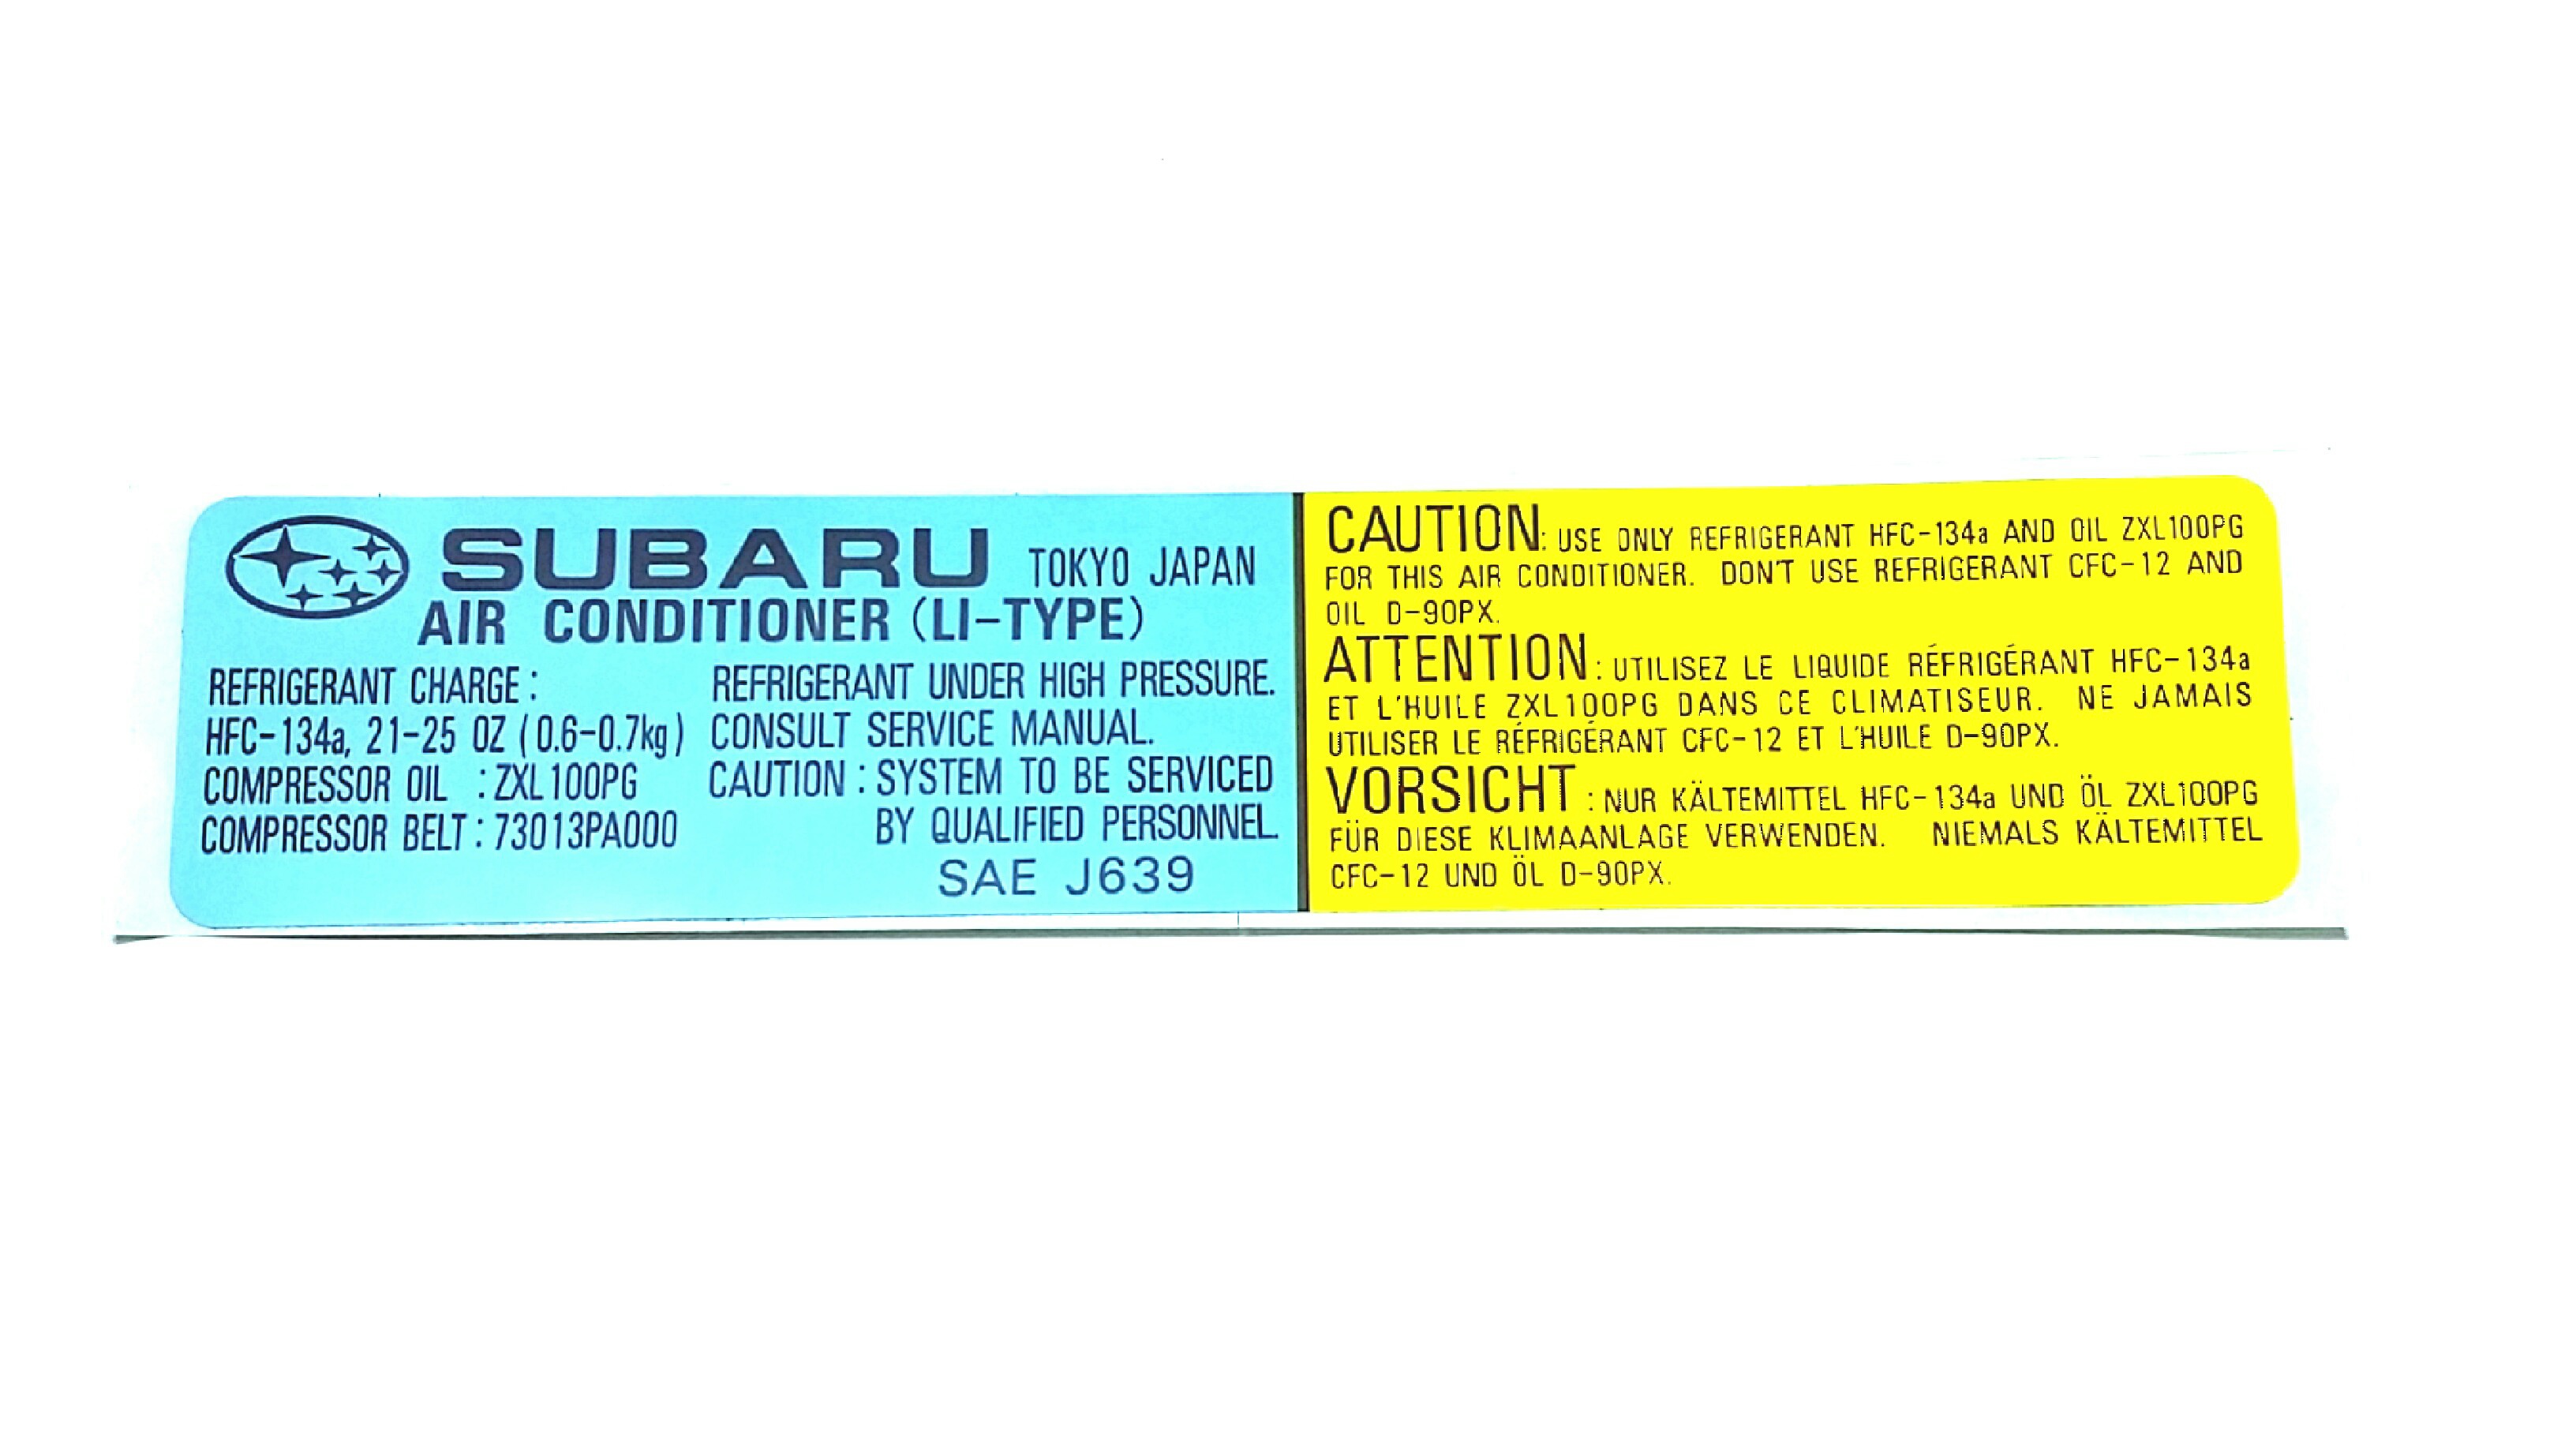 SUBARU TOKYO JAPAN
AIR CONDITIONER (LI-TYPE)
REFRIGERANT CHARGE :
HFC-134a, 21-25 OZ (0.6-0.7kg)
COMPRESSOR OIL : ZXL100PG
COMPRESSOR BELT : 73013PA000
REFRIGERANT UNDER HIGH PRESSURE.
CONSULT SERVICE MANUAL.
CAUTION : SYSTEM TO BE SERVICED
BY QUALIFIED PERSONNEL.
SAE J639
CAUTION: USE ONLY REFRIGERANT HFC-134a AND OIL ZXL100PG
FOR THIS AIR CONDITIONER. DON'T USE REFRIGERANT CFC-12 AND
OIL D-90PX.
ATTENTION : UTILISEZ LE LIQUIDE RÉFRIGÉRANT HFC-134a
ET L'HUILE ZXL100PG DANS CE CLIMATISEUR. NE JAMAIS
UTILISER LE RÉFRIGÉRANT CFC-12 ET L'HUILE D-90PX.
VORSICHT : NUR KÄLTEMITTEL HFC-134a UND ÖL ZXL100PG
FÜR DIESE KLIMAANLAGE VERWENDEN. NIEMALS KÄLTEMITTEL
CFC-12 UND ÖL D-90PX.